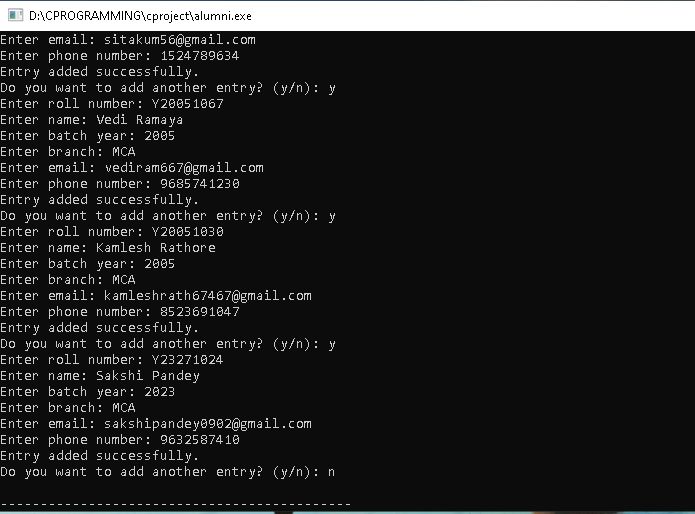 D:\CPROGRAMMING\cproject\alumni.exe
Enter email: sitakum56@gmail.com
Enter phone number: 1524789634
Entry added successfully.
Do you want to add another entry? (y/n): y
Enter roll number: Y20051067
Enter name: Vedi Ramaya
Enter batch year: 2005
Enter branch: MCA
Enter email: vediram667@gmail.com
Enter phone number: 9685741230
Entry added successfully.
Do you want to add another entry? (y/n): y
Enter roll number: Y20051030
Enter name: Kamlesh Rathore
Enter batch year: 2005
Enter branch: MCA
Enter email: kamleshrath67467@gmail.com
Enter phone number: 8523691047
Entry added successfully.
Do you want to add another entry? (y/n): y
Enter roll number: Y23271024
Enter name: Sakshi Pandey
Enter batch year: 2023
Enter branch: MCA
Enter email: sakshipandey0902@gmail.com
Enter phone number: 9632587410
Entry added successfully.
Do you want to add another entry? (y/n): n
--------------------------------------------